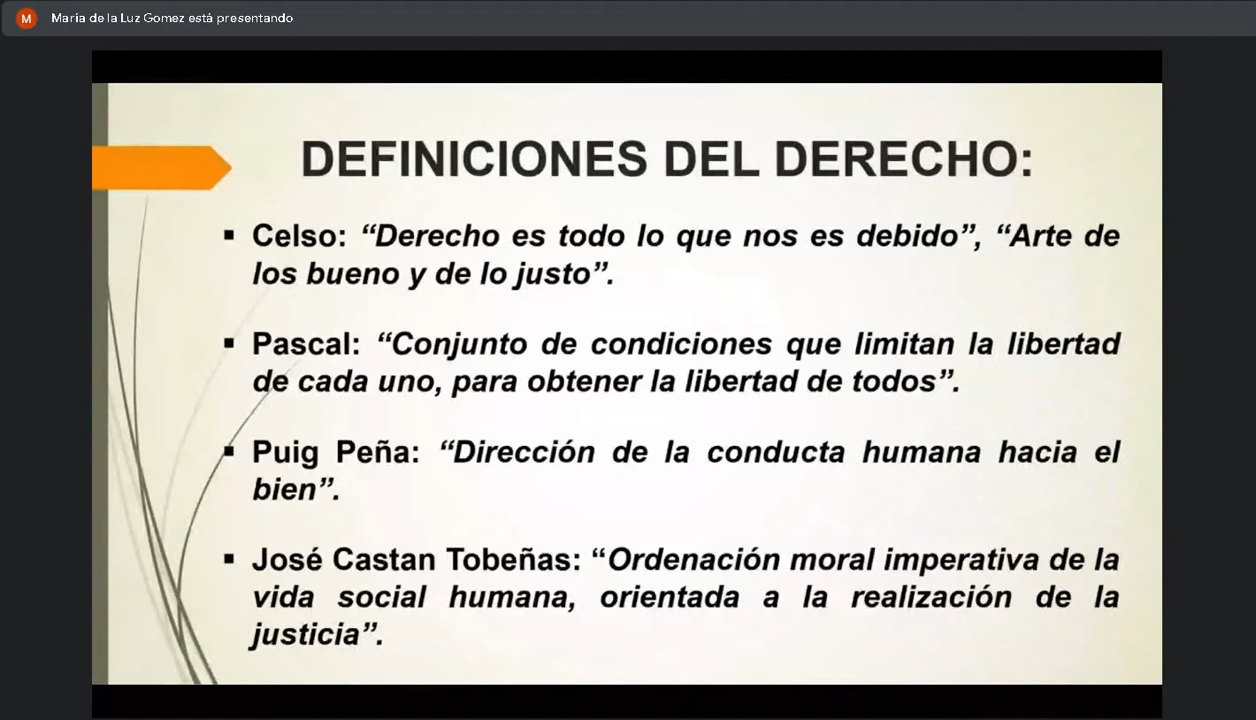 M
María de la Luz Gomez está presentando
DEFINICIONES DEL DERECHO:
▪ Celso: “Derecho es todo lo que nos es debido”, “Arte de
los bueno y de lo justo”.
▪ Pascal: “Conjunto de condiciones que limitan la libertad
de cada uno, para obtener la libertad de todos”.
▪ Puig Peña: “Dirección de la conducta humana hacia el
bien”.
▪ José Castan Tobeñas: “Ordenación moral imperativa de la
vida social humana, orientada a la realización de la
justicia”.